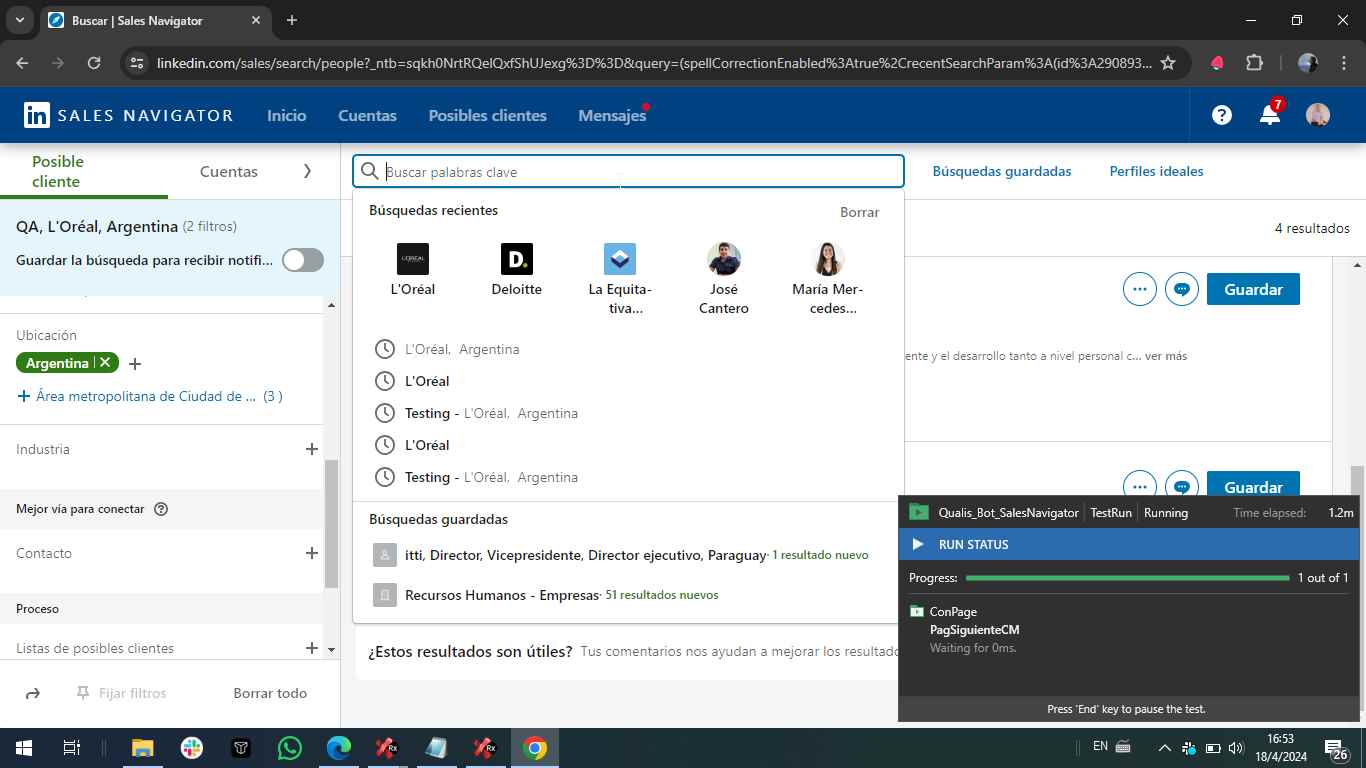 Buscar | Sales Navigator
linkedin.com/sales/search/people?_ntb=sqkh0NrtRQelQxfShUJexg%3D%3D&query=(spellCorrectionEnabled%3Atrue%2CrecentSearchParam%3A(id%3A290893...
in SALES NAVIGATOR Inicio Cuentas Posibles clientes Mensajes 7
Posible cliente
Cuentas
Buscar palabras clave
Búsquedas guardadas
Perfiles ideales
QA, L'Oréal, Argentina (2 filtros)
Guardar la búsqueda para recibir notifi...
4 resultados
Ubicación
Argentina
Área metropolitana de Ciudad de ... (3 )
Industria
Mejor vía para conectar
Contacto
Proceso
Listas de posibles clientes
Fijar filtros
Borrar todo
Búsquedas recientes
Borrar
L'ORÉAL
L'Oréal
D.
Deloitte
La Equita-
tiva...
José
Cantero
María Mer-
cedes...
L'Oréal, Argentina
L'Oréal
Testing - L'Oréal, Argentina
L'Oréal
Testing - L'Oréal, Argentina
Búsquedas guardadas
itti, Director, Vicepresidente, Director ejecutivo, Paraguay· 1 resultado nuevo
Recursos Humanos - Empresas· 51 resultados nuevos
Guardar
ente y el desarrollo tanto a nivel personal c... ver más
Guardar
¿Estos resultados son útiles? Tus comentarios nos ayudan a mejorar los resultado
Qualis_Bot_SalesNavigator TestRun Running Time elapsed: 1.2m
RUN STATUS
Progress: 1 out of 1
ConPage
PagSiguienteCM
Waiting for 0ms.
Press 'End' key to pause the test.
Rx
Rx
EN
16:53
18/4/2024
26